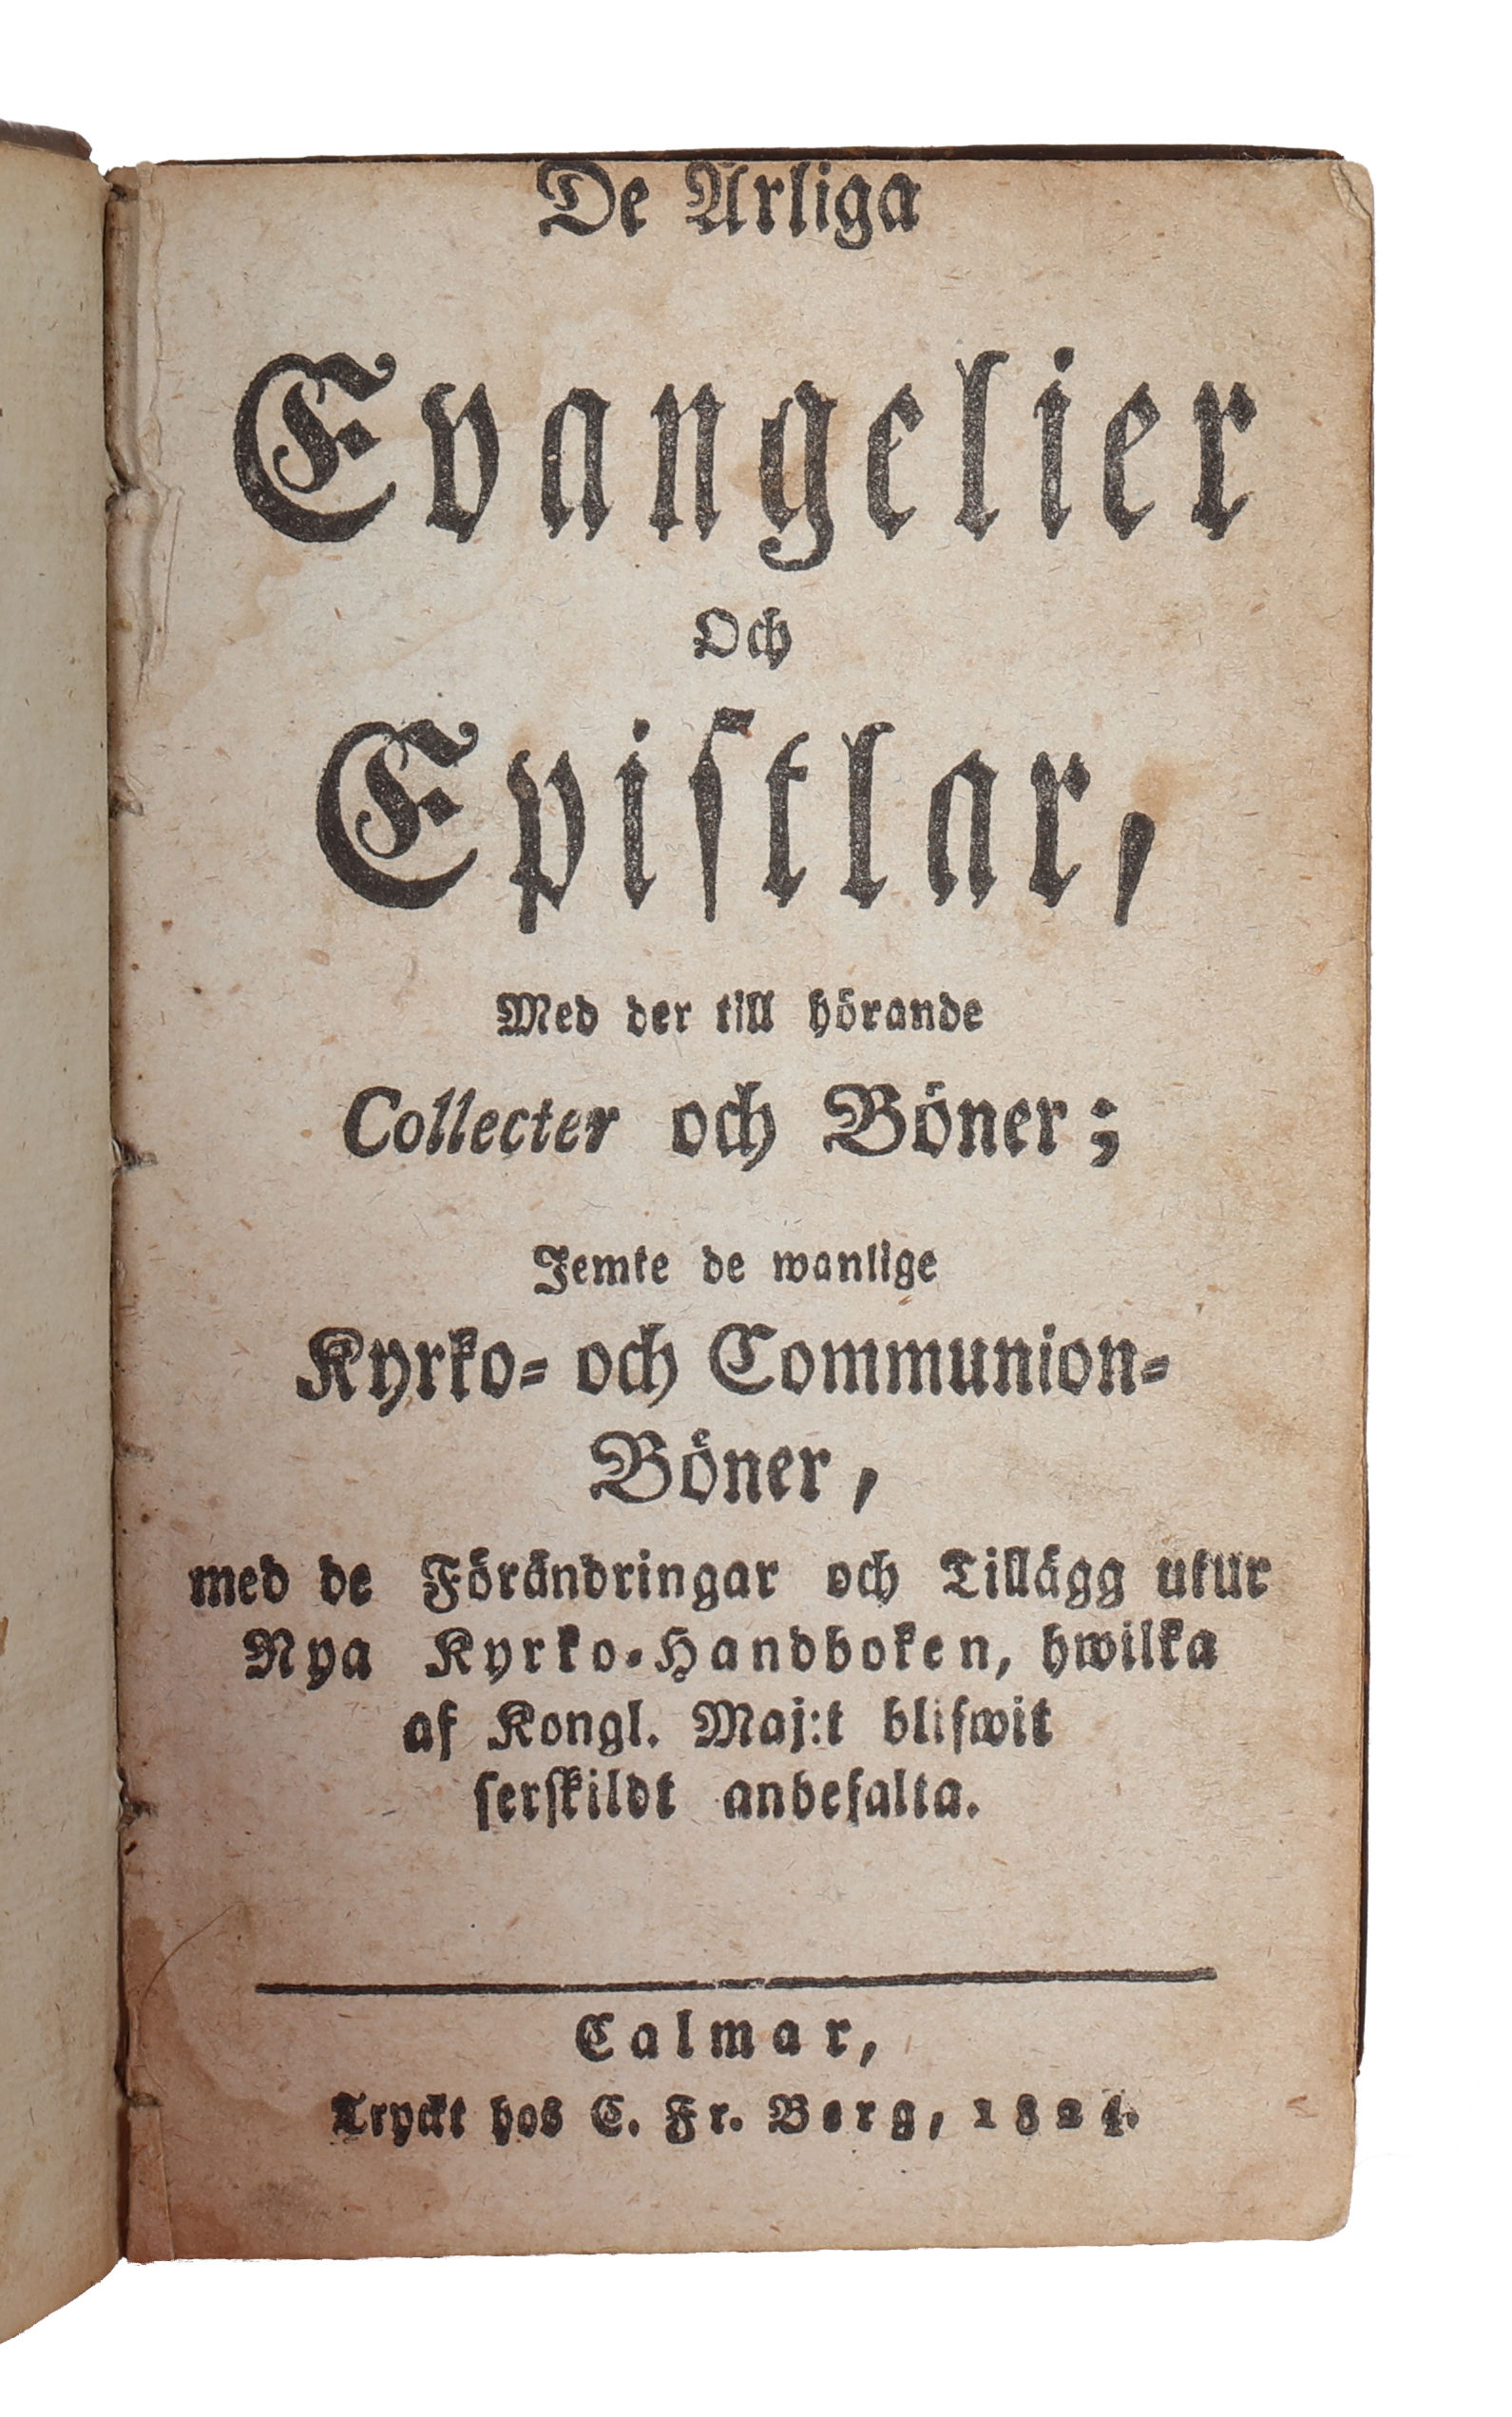 De Årliga
Evangelier
Och
Epistlar,
Med der till hörande
Collecter och Böner;
Jemte de wanlige
Kyrko- och Communion-
Böner,
med de Förändringar och Tillägg utur
Nya Kyrko-Handboken, hwilka
af Kongl. Maj:t blifwit
serskildt anbefalta.
Calmar,
Tryckt hos C. Fr. Berg, 1824.